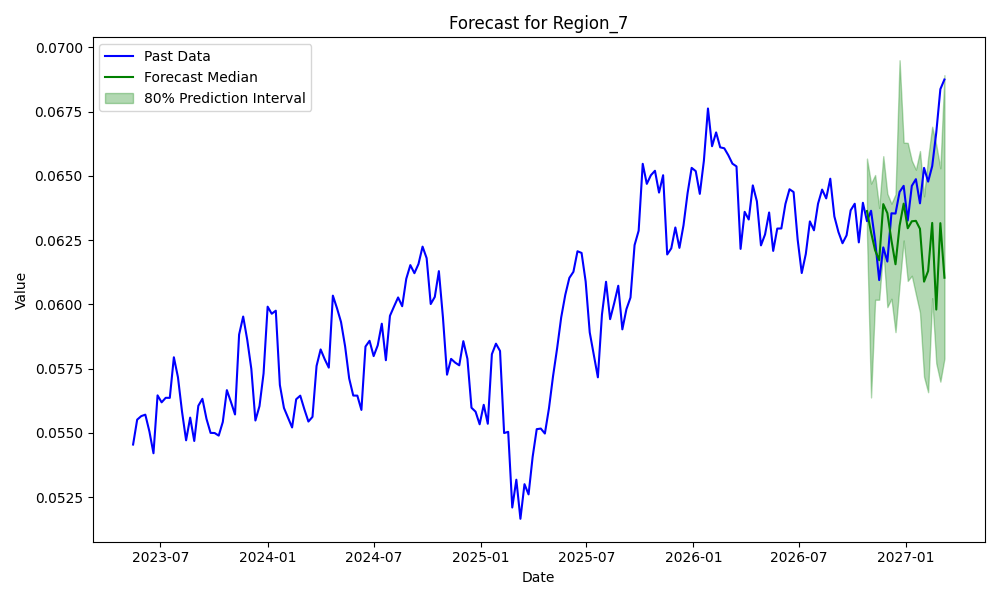 Forecast for Region_7
Past Data
Forecast Median
80% Prediction Interval
0.0700
0.0675
0.0650
0.0625
0.0600
0.0575
0.0550
0.0525
Value
2023-07 2024-01 2024-07 2025-01 2025-07 2026-01 2026-07 2027-01
Date